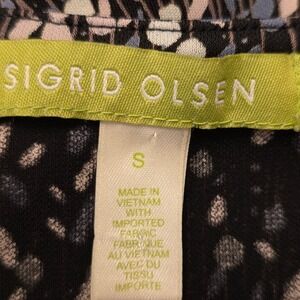 SIGRID OLSEN
S
MADE IN
VIETNAM
WITH
IMPORTED
FABRIC
FABRIQUE
AU VIETNAM
AVEC DU
TISSU
IMPORTE